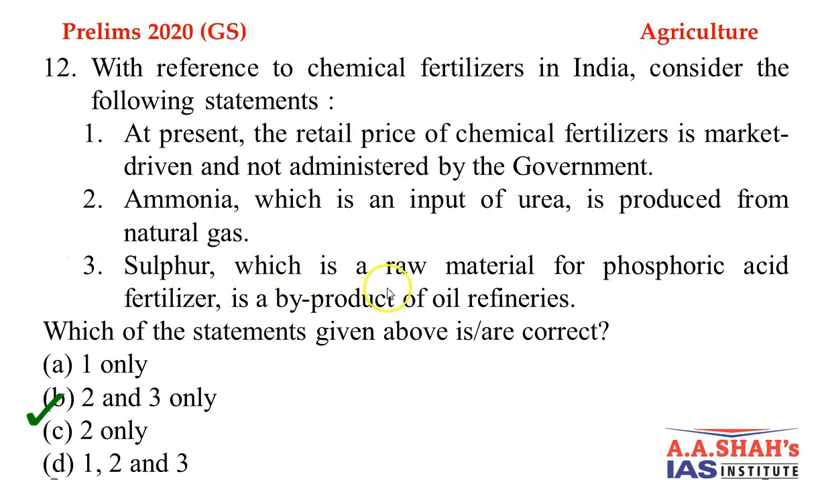 Prelims 2020 (GS) Agriculture
12. With reference to chemical fertilizers in India, consider the
following statements :
1. At present, the retail price of chemical fertilizers is market-
driven and not administered by the Government.
2. Ammonia, which is an input of urea, is produced from
natural gas.
3. Sulphur, which is a raw material for phosphoric acid
fertilizer, is a by-product of oil refineries.
Which of the statements given above is/are correct?
(a) 1 only
(b) 2 and 3 only
(c) 2 only
(d) 1, 2 and 3
A.A.SHAH's
IAS INSTITUTE